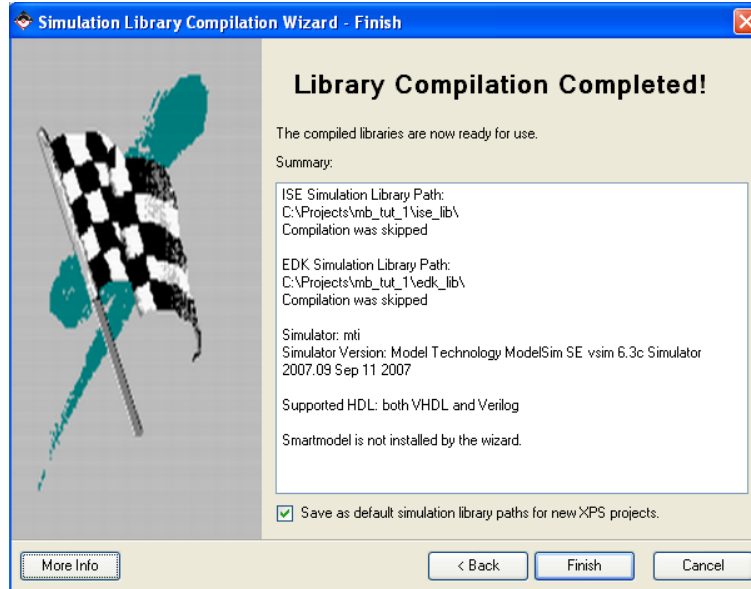 Simulation Library Compilation Wizard - Finish
Library Compilation Completed!
The compiled libraries are now ready for use.
Summary:
ISE Simulation Library Path:
C:\Projects\mb_tut_1\ise_lib\
Compilation was skipped
EDK Simulation Library Path:
C:\Projects\mb_tut_1\edk_lib\
Compilation was skipped
Simulator: mti
Simulator Version: Model Technology ModelSim SE vsim 6.3c Simulator
2007.09 Sep 11 2007
Supported HDL: both VHDL and Verilog
Smartmodel is not installed by the wizard.
Save as default simulation library paths for new XPS projects.
More Info
< Back
Finish
Cancel